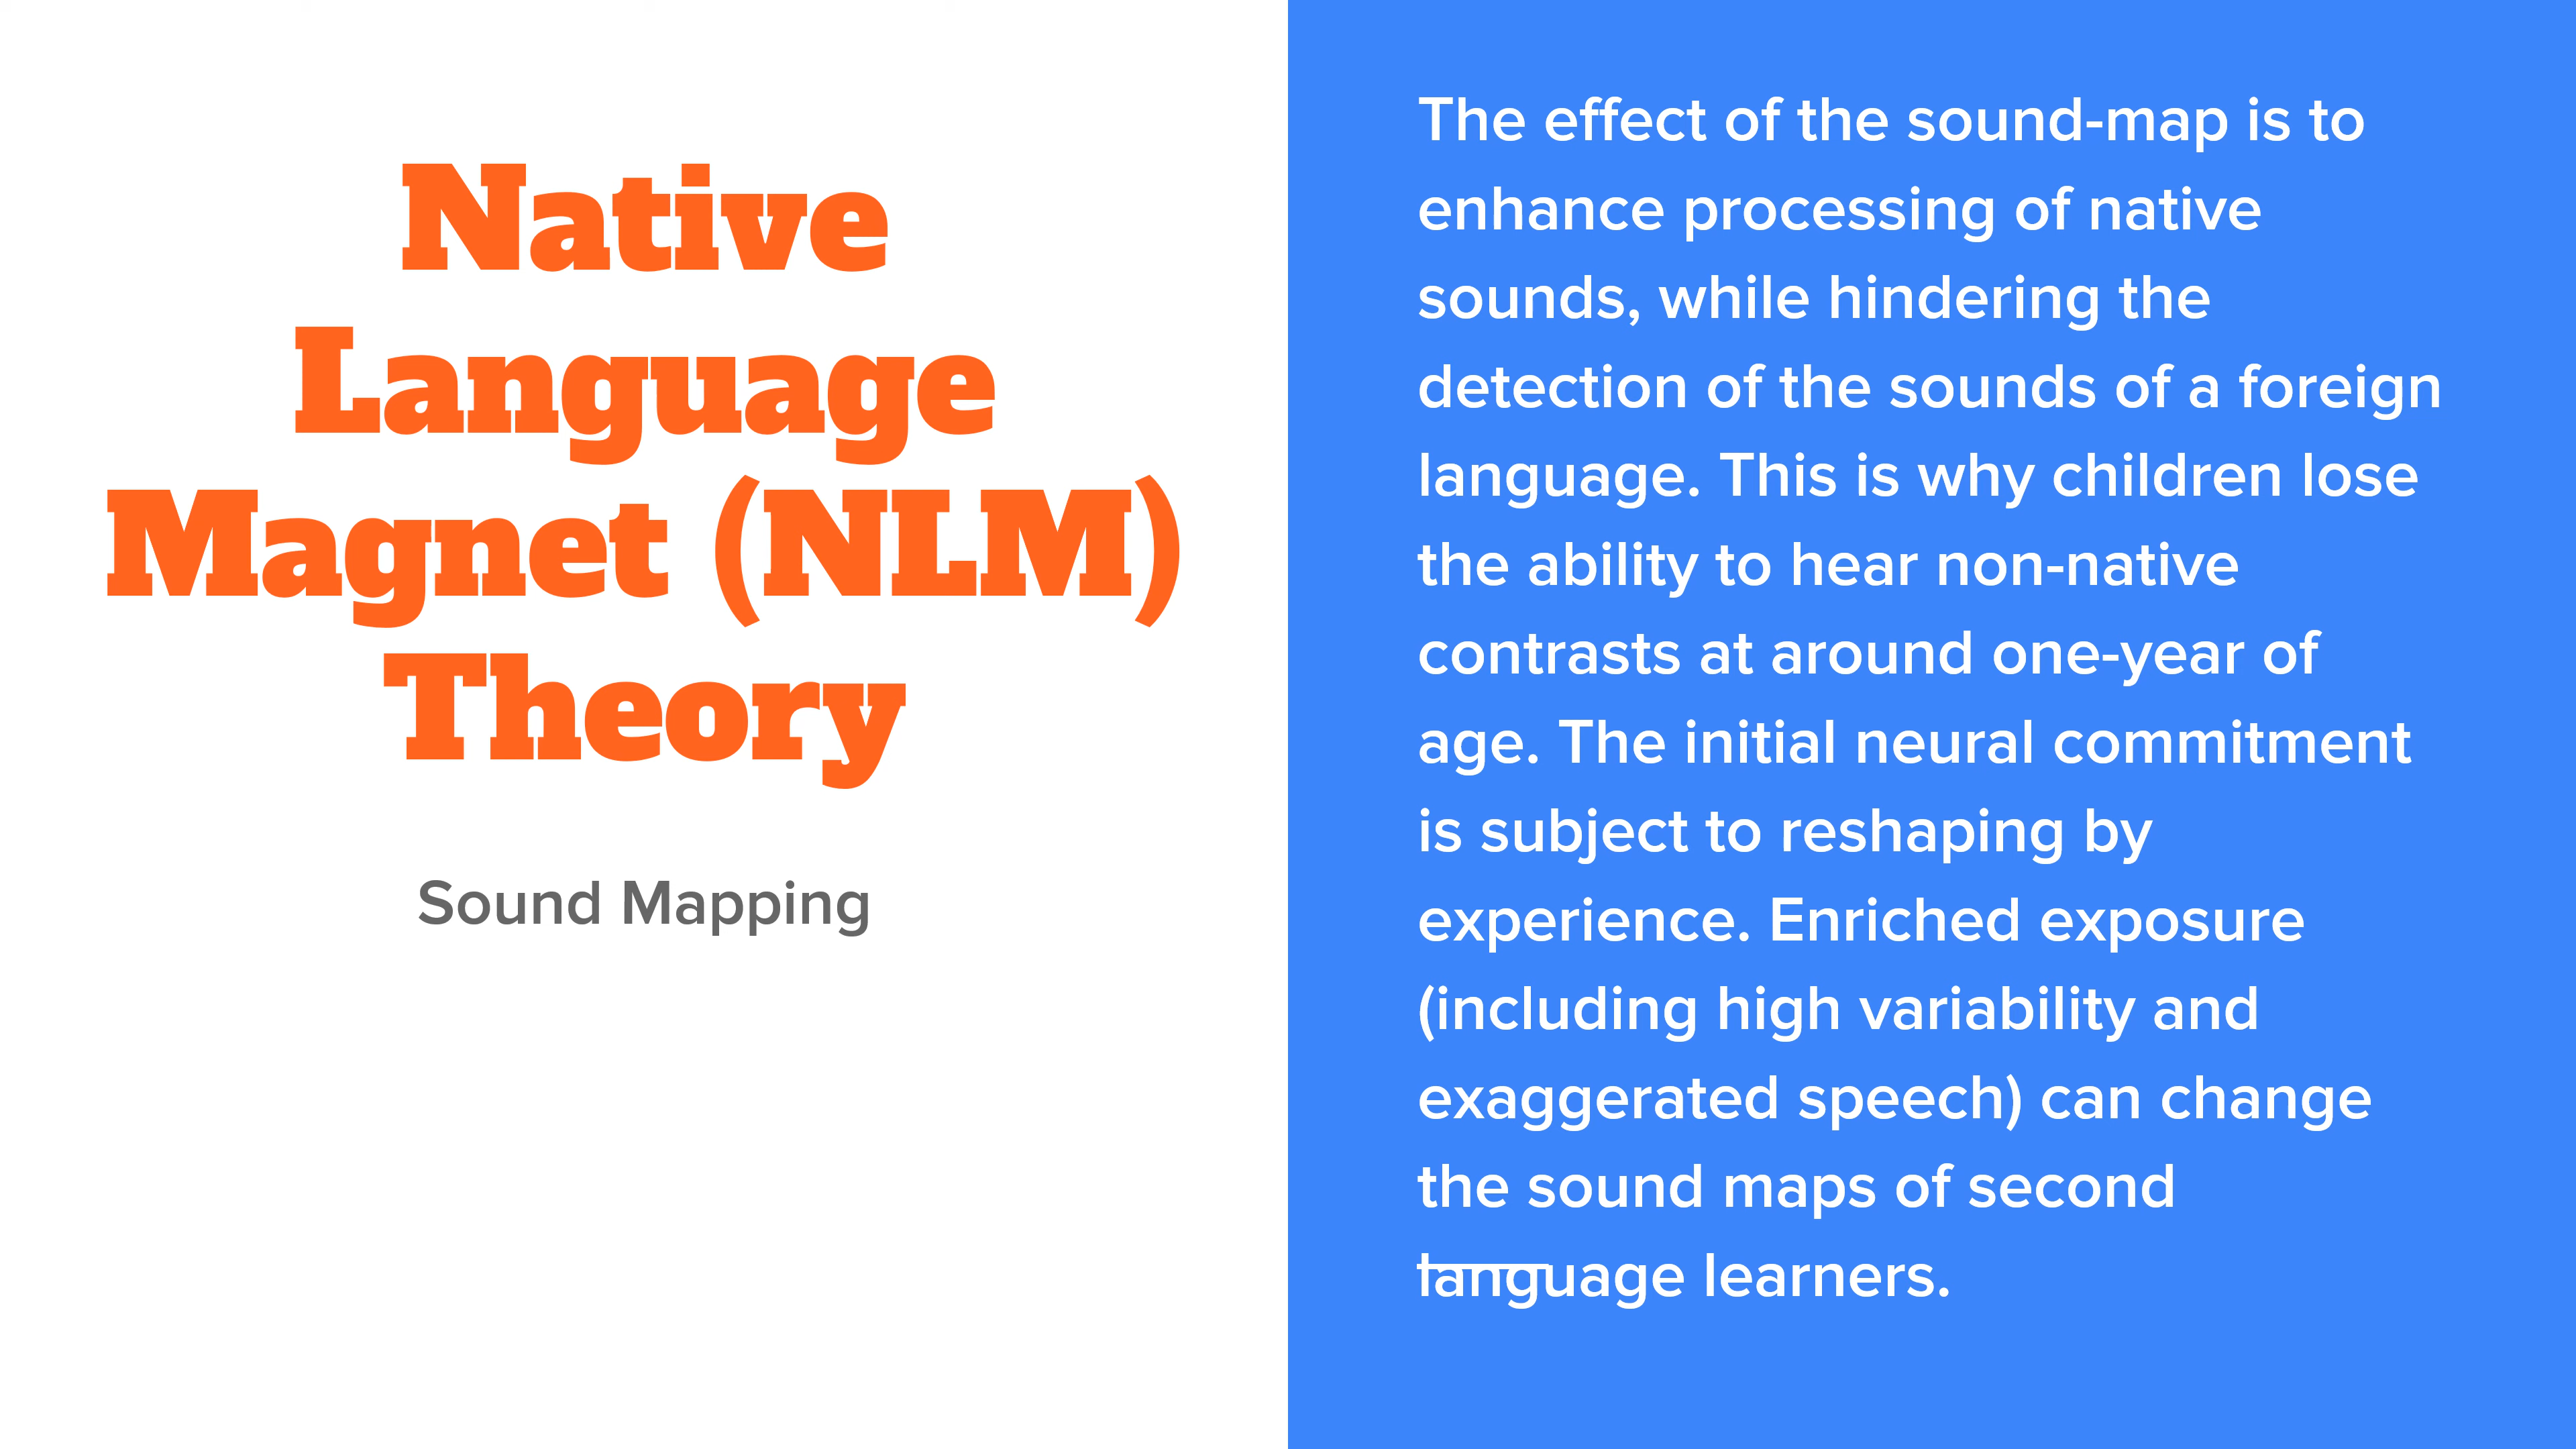 Native
Language
Magnet (NLM)
Theory
Sound Mapping
The effect of the sound-map is to
enhance processing of native
sounds, while hindering the
detection of the sounds of a foreign
language. This is why children lose
the ability to hear non-native
contrasts at around one-year of
age. The initial neural commitment
is subject to reshaping by
experience. Enriched exposure
(including high variability and
exaggerated speech) can change
the sound maps of second
language learners.